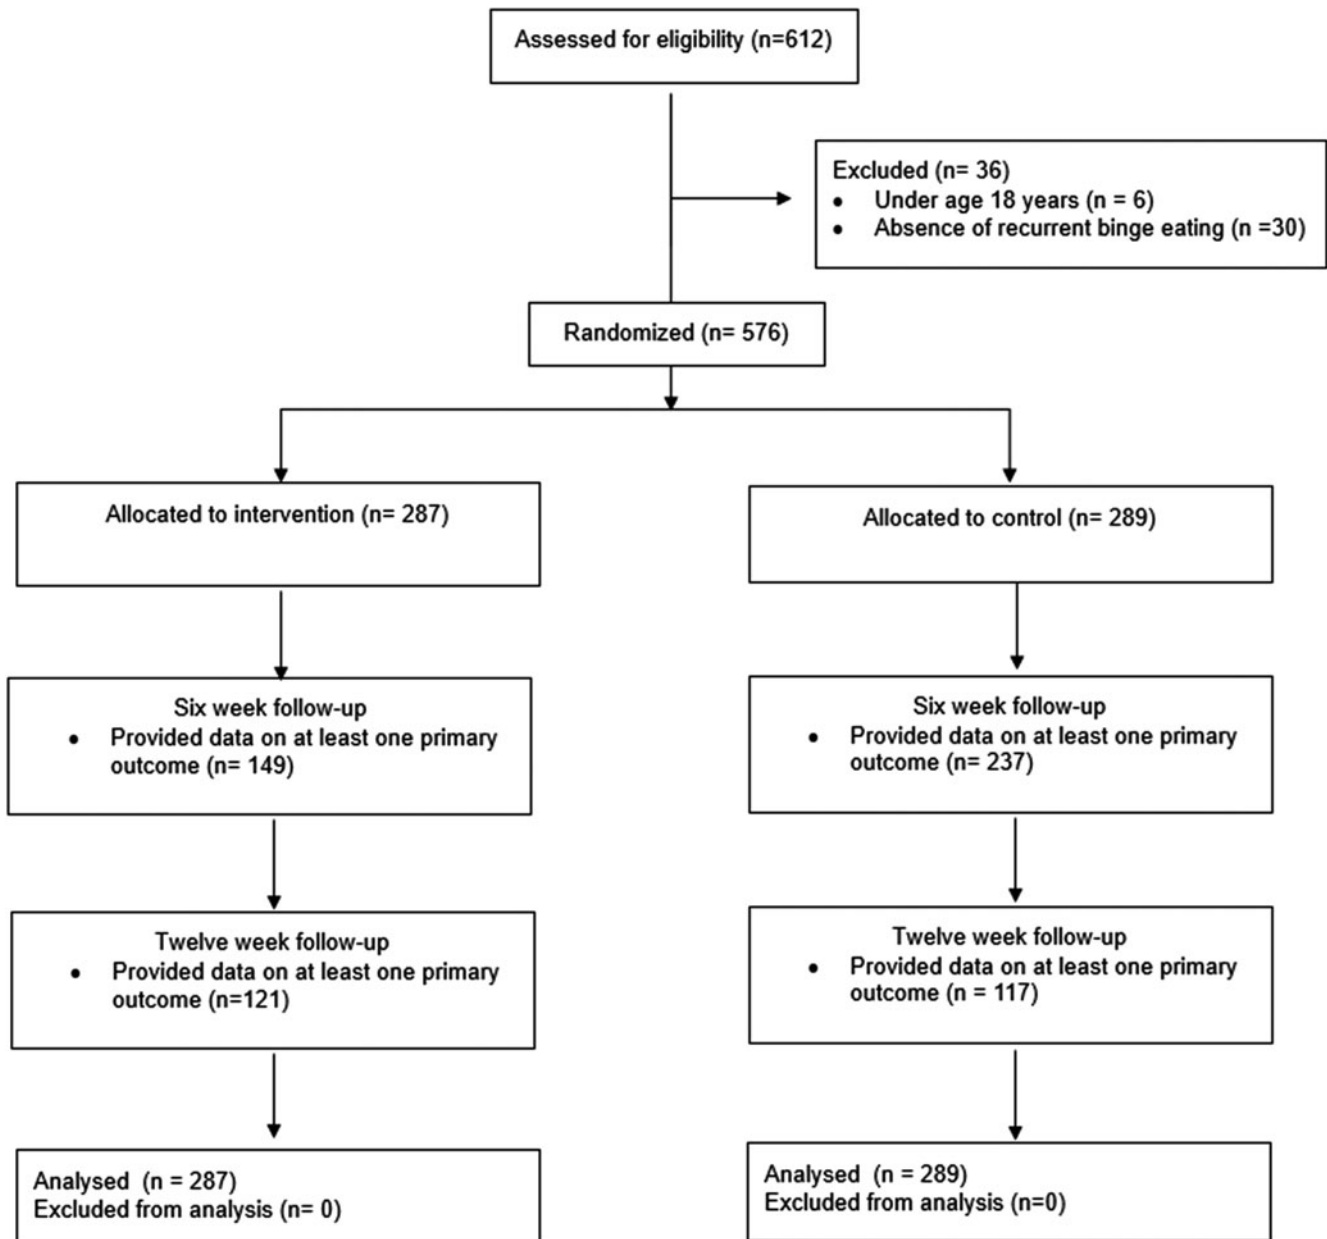 Assessed for eligibility (n=612)
Excluded (n= 36)
• Under age 18 years (n = 6)
• Absence of recurrent binge eating (n =30)
Randomized (n= 576)
Allocated to intervention (n= 287)
Allocated to control (n= 289)
Six week follow-up
• Provided data on at least one primary
outcome (n= 149)
Six week follow-up
• Provided data on at least one primary
outcome (n= 237)
Twelve week follow-up
• Provided data on at least one primary
outcome (n=121)
Twelve week follow-up
• Provided data on at least one primary
outcome (n = 117)
Analysed  (n = 287)
Excluded from analysis (n= 0)
Analysed  (n = 289)
Excluded from analysis (n=0)